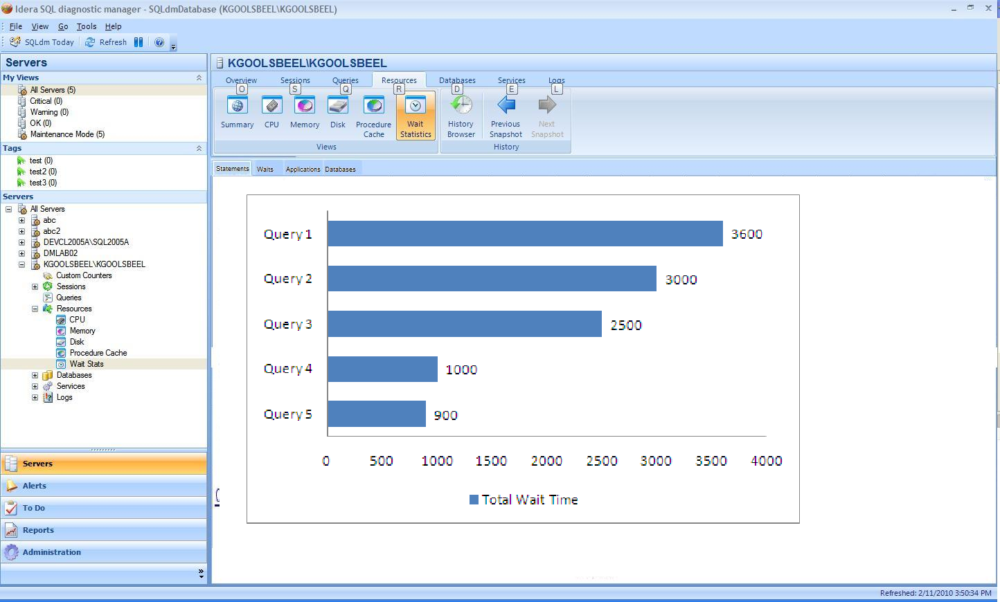 Idera SQL diagnostic manager - SQLdmDatabase (KGOOLSBEEL\KGOOLSBEEL)
File View Go Tools Help
SQLdm Today Refresh
Servers
My Views
All Servers (5)
Critical (0)
Warning (0)
OK (0)
Maintenance Mode (5)
Tags
test (0)
test2 (0)
test3 (0)
Servers
All Servers
abc
abc2
DEVCL2005A\SQL2005A
DMLAB02
KGOOLSBEEL\KGOOLSBEEL
Custom Counters
Sessions
Queries
Resources
CPU
Memory
Disk
Procedure Cache
Wait Stats
Databases
Services
Logs
Servers
Alerts
To Do
Reports
Administration
KGOOLSBEEL\KGOOLSBEEL
Overview Sessions Queries Resources Databases Services Logs
O S Q R D E L
Summary CPU Memory Disk Procedure Cache Wait Statistics History Browser Previous Snapshot Next Snapshot
Views History
Statements Waits Applications Databases
Query 1 3600
Query 2 3000
Query 3 2500
Query 4 1000
Query 5 900
0 500 1000 1500 2000 2500 3000 3500 4000
Total Wait Time
Refreshed: 2/11/2010 3:50:34 PM